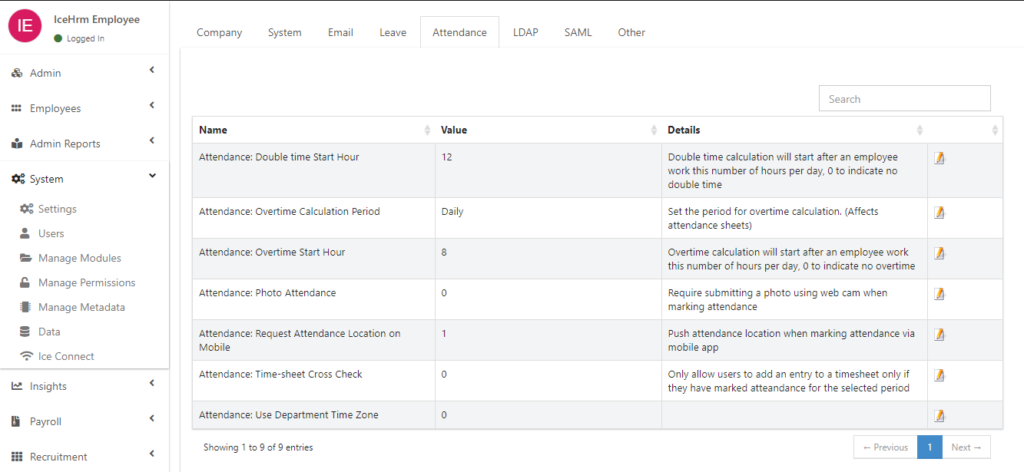 IE
IceHrm Employee
Logged In
Admin
Employees
Admin Reports
System
Settings
Users
Manage Modules
Manage Permissions
Manage Metadata
Data
Ice Connect
Insights
Payroll
Recruitment
Company System Email Leave Attendance LDAP SAML Other
Search
Name Value Details
Attendance: Double time Start Hour 12 Double time calculation will start after an employee
work this number of hours per day, 0 to indicate no
double time
Attendance: Overtime Calculation Period Daily Set the period for overtime calculation. (Affects
attendance sheets)
Attendance: Overtime Start Hour 8 Overtime calculation will start after an employee work
this number of hours per day, 0 to indicate no overtime
Attendance: Photo Attendance 0 Require submitting a photo using web cam when
marking attendance
Attendance: Request Attendance Location on 1 Push attendance location when marking attendance via
Mobile mobile app
Attendance: Time-sheet Cross Check 0 Only allow users to add an entry to a timesheet only if
they have marked atteandance for the selected period
Attendance: Use Department Time Zone 0
Showing 1 to 9 of 9 entries
← Previous 1 Next →